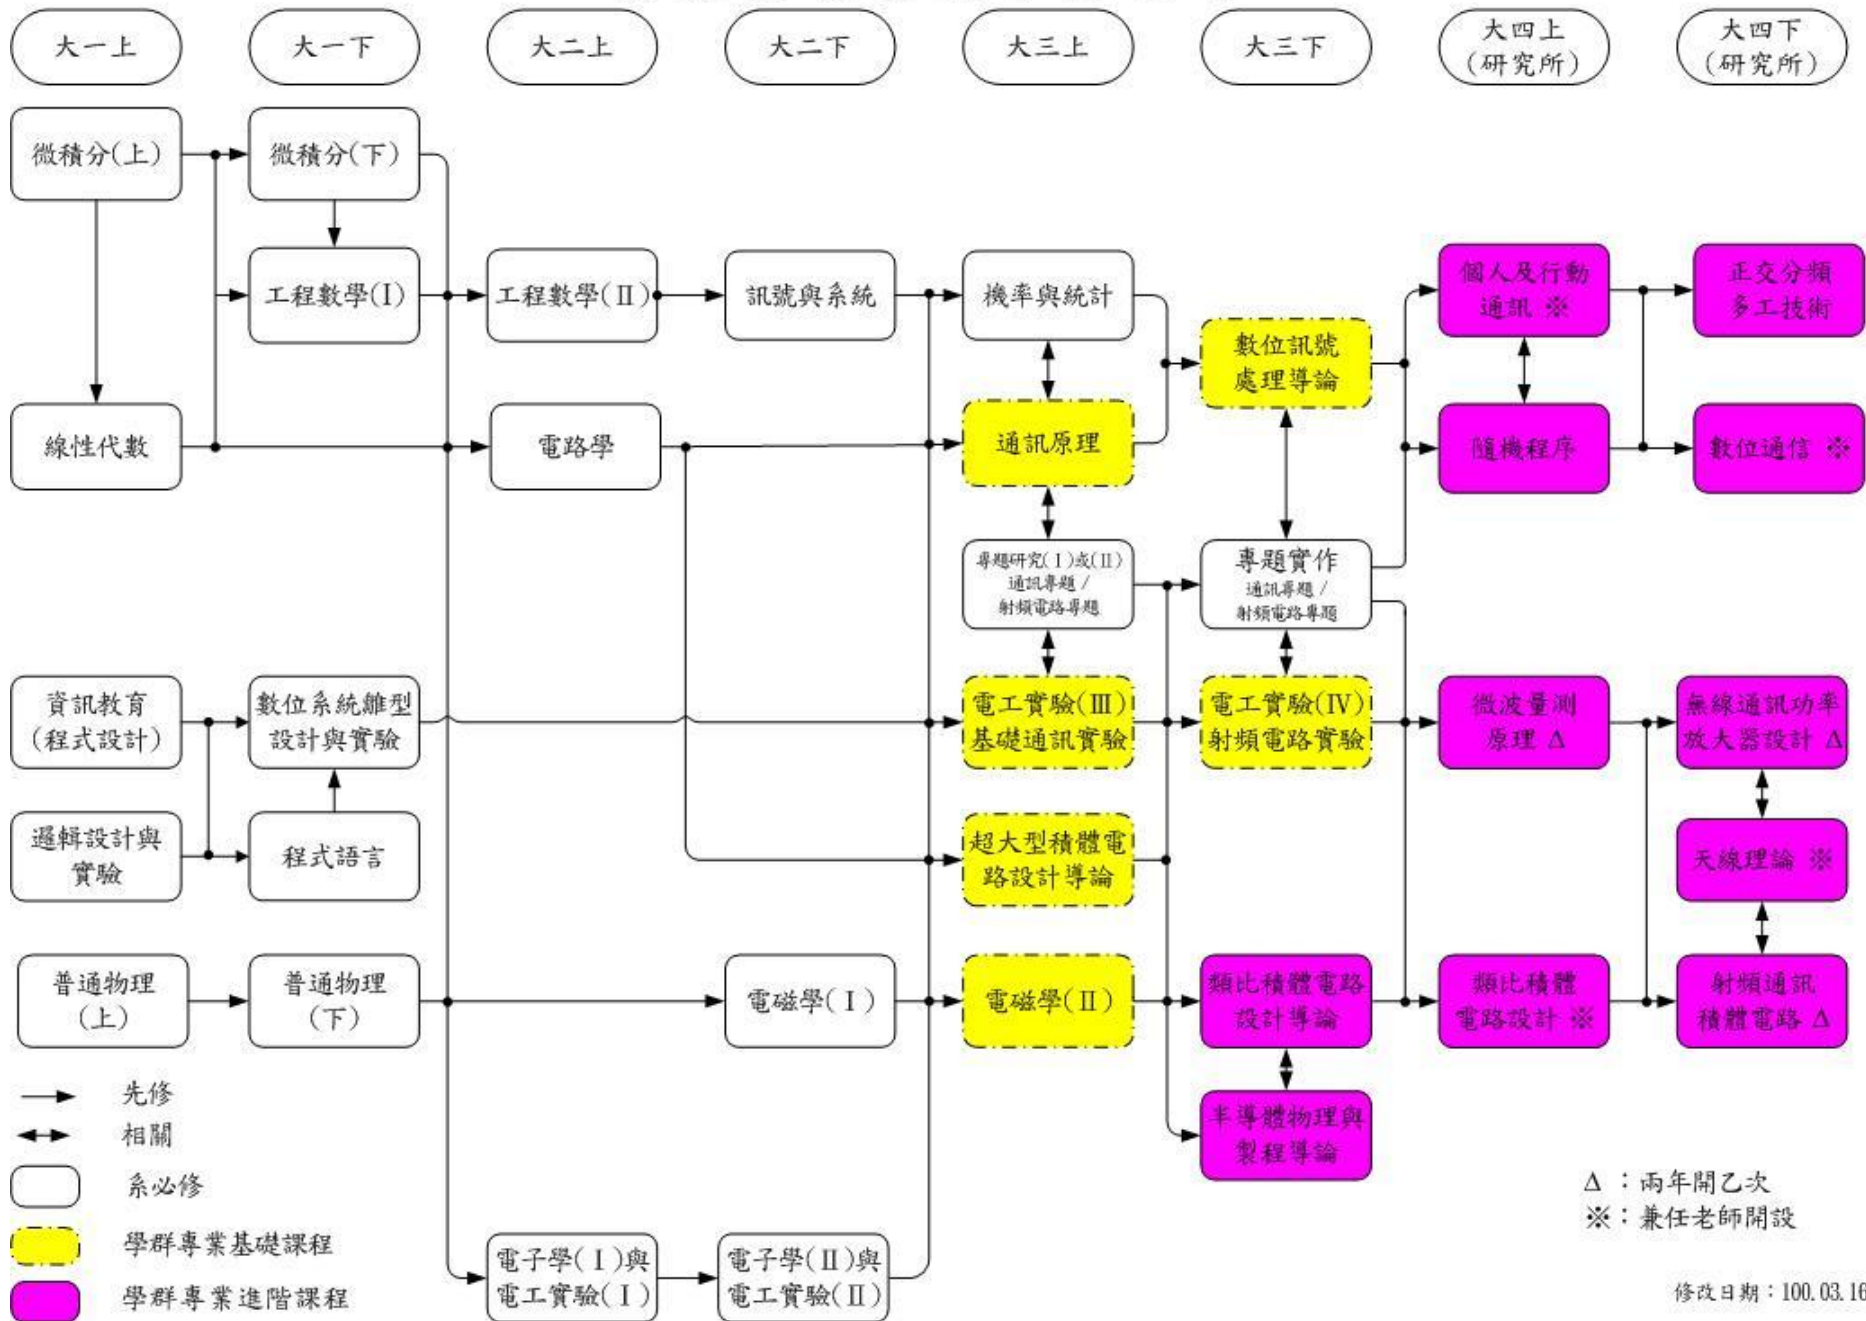 大一上
大一下
大二上
大二下
大三上
大三下
大四上
(研究所)
大四下
(研究所)
微積分(上)
微積分(下)
工程數學(I)
工程數學(II)
訊號與系統
機率與統計
個人及行動
通訊 ※
正交分頻
多工技術
數位訊號
處理導論
線性代數
電路學
通訊原理
隨機程序
數位通信 ※
專題研究(I)或(II)
通訊專題 /
射頻電路專題
專題實作
通訊專題 /
射頻電路專題
資訊教育
(程式設計)
數位系統雛型
設計與實驗
電工實驗(III)
基礎通訊實驗
電工實驗(IV)
射頻電路實驗
微波量測
原理 Δ
無線通訊功率
放大器設計 Δ
邏輯設計與
實驗
程式語言
超大型積體電
路設計導論
天線理論 ※
普通物理
(上)
普通物理
(下)
電磁學(I)
電磁學(II)
類比積體電路
設計導論
類比積體
電路設計 ※
射頻通訊
積體電路 Δ
半導體物理與
製程導論
電子學(I)與
電工實驗(I)
電子學(II)與
電工實驗(II)
先修
相關
系必修
學群專業基礎課程
學群專業進階課程
Δ：兩年開乙次
※：兼任老師開設
修改日期：100.03.16